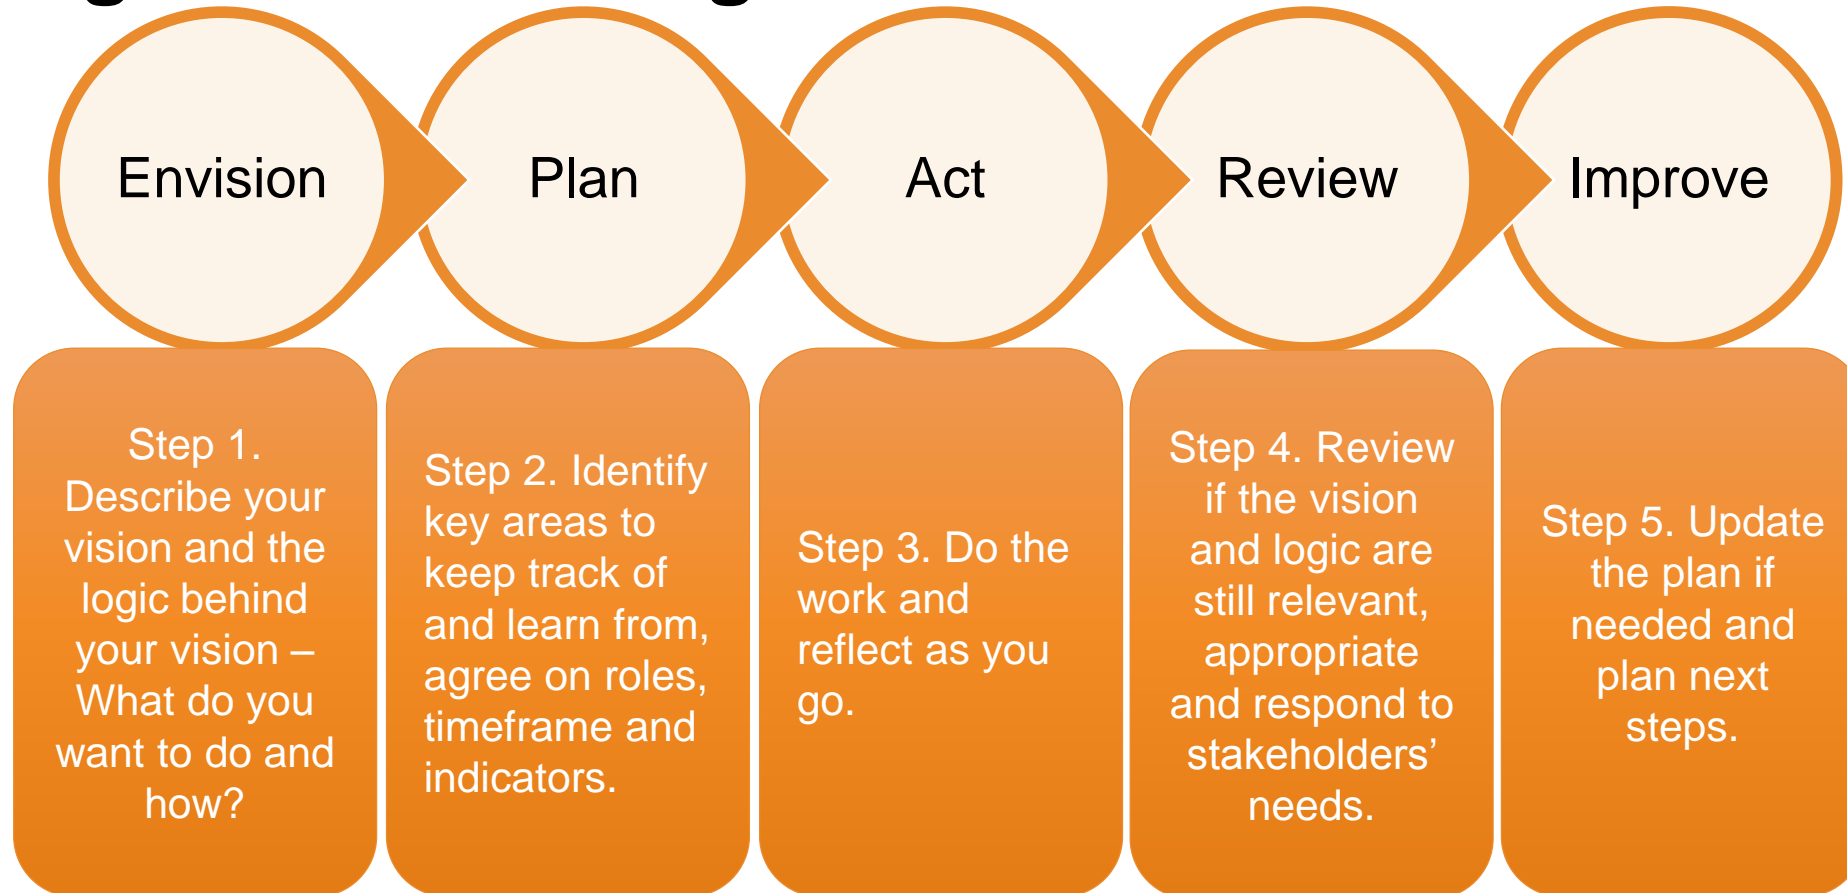 Envision
Plan
Act
Review
Improve
Step 1.
Describe your
vision and the
logic behind
your vision –
What do you
want to do and
how?
Step 2. Identify
key areas to
keep track of
and learn from,
agree on roles,
timeframe and
indicators.
Step 3. Do the
work and
reflect as you
go.
Step 4. Review
if the vision
and logic are
still relevant,
appropriate
and respond to
stakeholders’
needs.
Step 5. Update
the plan if
needed and
plan next
steps.